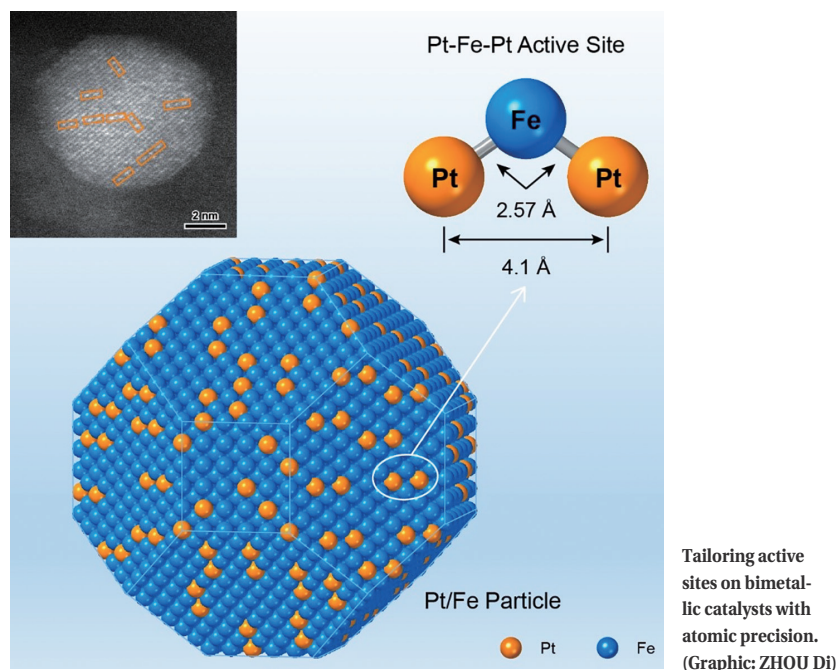 Pt-Fe-Pt Active Site
Fe
Pt
Pt
2.57 Å
4.1 Å
2 nm
Pt/Fe Particle
Pt
Fe
Tailoring active
sites on bimetal-
lic catalysts with
atomic precision.
(Graphic: ZHOU Di)